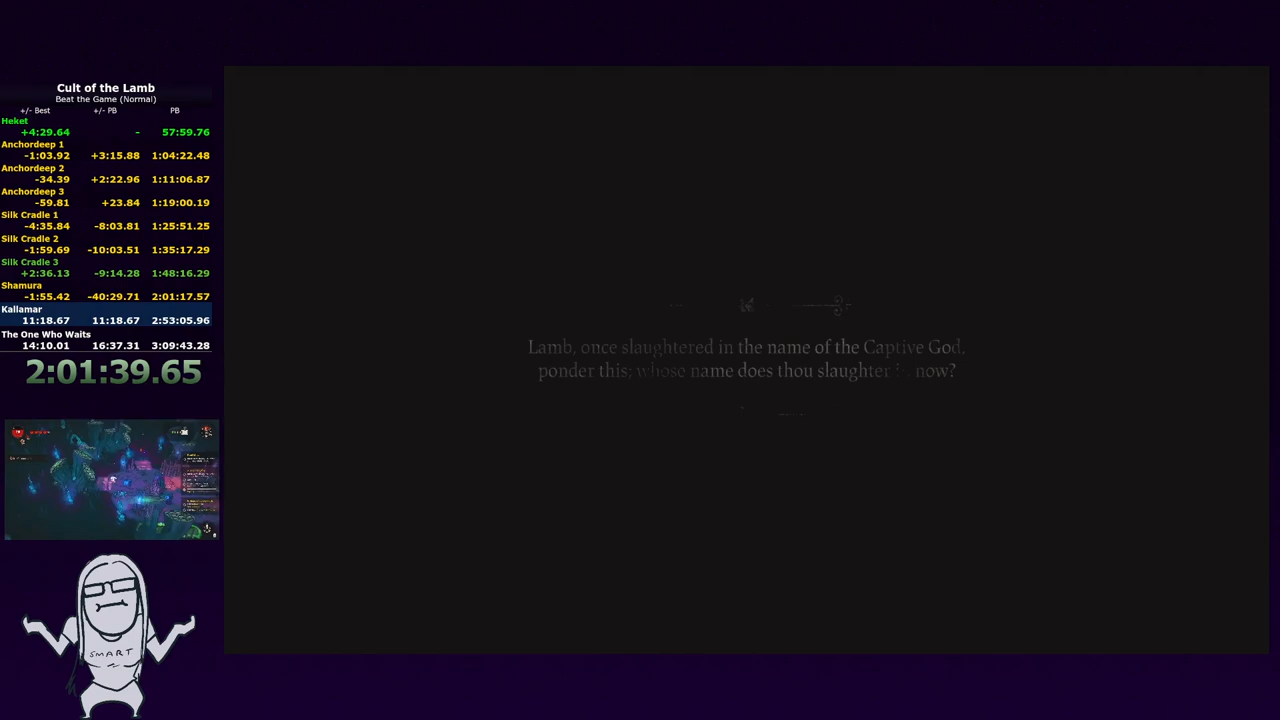 Cult of the Lamb
Beat the Game (Normal)
+/- Best +/- PB PB
Heket
+4:29.64 - 57:59.76
Anchordeep 1
-1:03.92 +3:15.88 1:04:22.48
Anchordeep 2
-34.39 +2:22.96 1:11:06.87
Anchordeep 3
-59.81 +23.84 1:19:00.19
Silk Cradle 1
-4:35.84 -8:03.81 1:25:51.25
Silk Cradle 2
-1:59.69 -10:03.51 1:35:17.29
Silk Cradle 3
+2:36.13 -9:14.28 1:48:16.29
Shamura
-1:55.42 -40:29.71 2:01:17.57
Kallamar
11:18.67 11:18.67 2:53:05.96
The One Who Waits
14:10.01 16:37.31 3:09:43.28
2:01:39.65
Lamb, once slaughtered in the name of the Captive God.
ponder this; whose name does thou slaughter now?
SMART